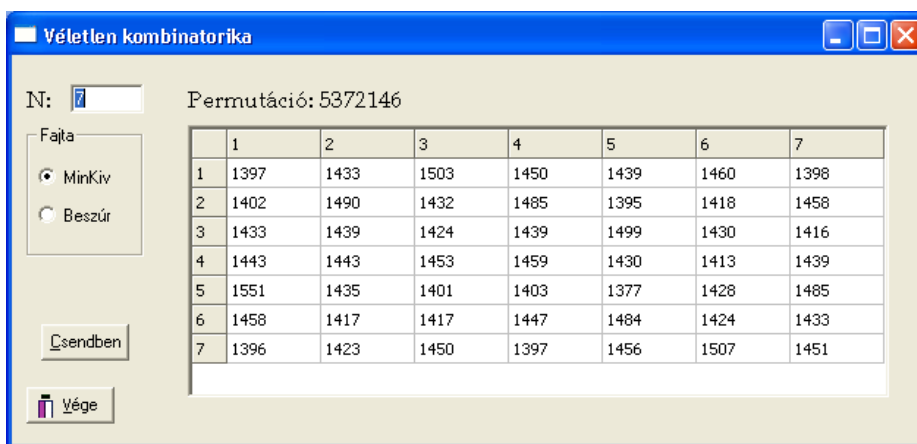 Véletlen kombinatorika
N: 7
Permutáció: 5372146
Fajta
MinKiv
Beszúr
1 2 3 4 5 6 7
1 1397 1433 1503 1450 1439 1460 1398
2 1402 1490 1432 1485 1395 1418 1458
3 1433 1439 1424 1439 1499 1430 1416
4 1443 1443 1453 1459 1430 1413 1439
5 1551 1435 1401 1403 1377 1428 1485
6 1458 1417 1417 1447 1484 1424 1433
7 1396 1423 1450 1397 1456 1507 1451
Csendben
Vége